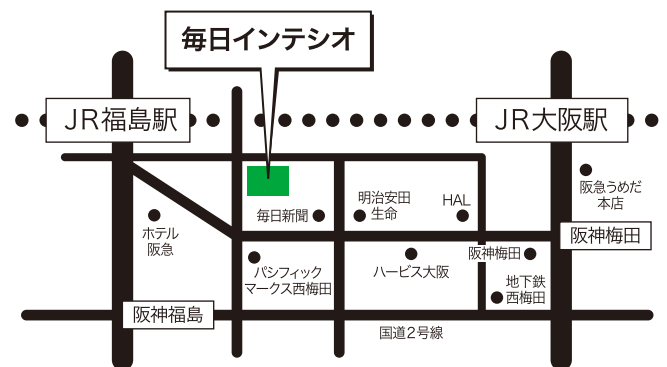 毎日インテシオ
JR福島駅
JR大阪駅
阪急うめだ
本店
明治安田
生命
HAL
毎日新聞
ホテル
阪急
阪神梅田
阪神梅田
パシフィック
マークス西梅田
ハービス大阪
地下鉄
西梅田
阪神福島
国道2号線